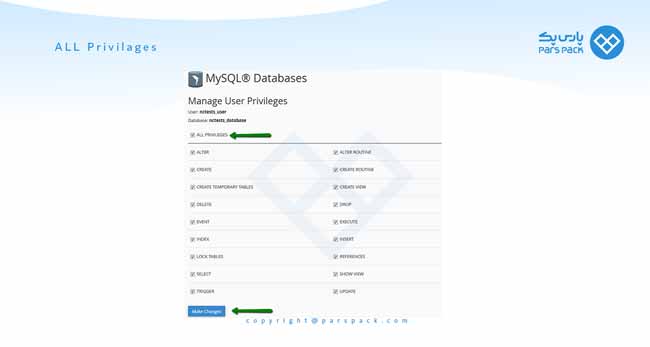 ALL Privilages
پارس پک
PARS PACK
MySQL® Databases
Manage User Privileges
User: nctests_user
Database: nctests_database
ALL PRIVILEGES
ALTER ALTER ROUTINE
CREATE CREATE ROUTINE
CREATE TEMPORARY TABLES CREATE VIEW
DELETE DROP
EVENT EXECUTE
INDEX INSERT
LOCK TABLES REFERENCES
SELECT SHOW VIEW
TRIGGER UPDATE
Make Changes
copyright@parspack.com